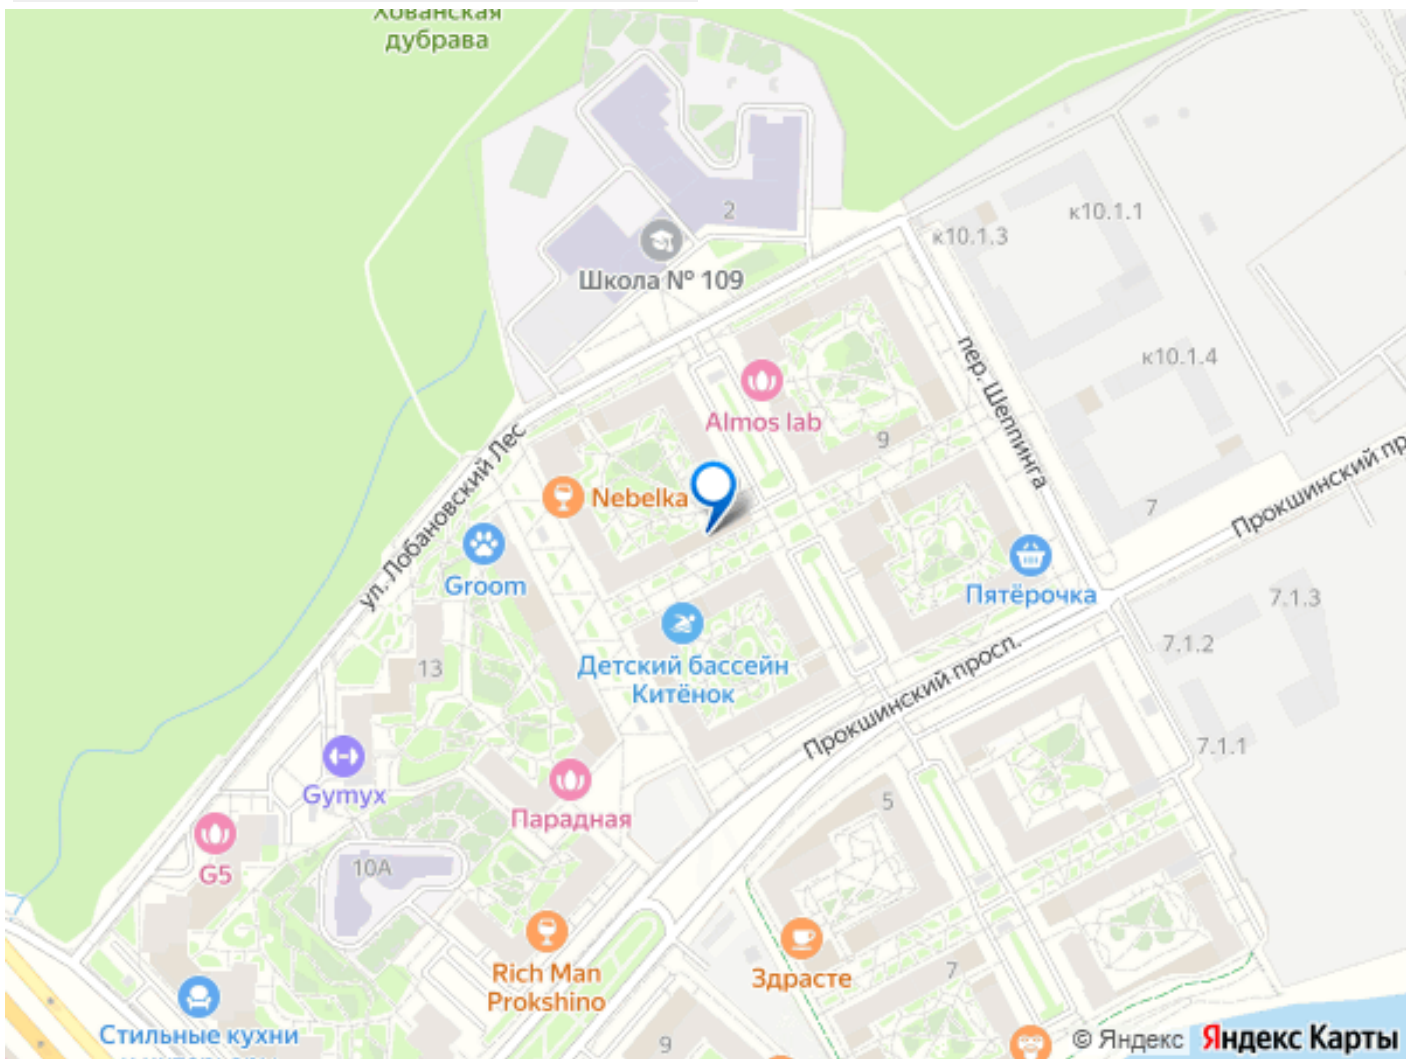 Хованская
дубрава
2
к10.1.1
к10.1.3
Школа № 109
пер. Шеппинга
к10.1.4
Almos lab
9
ул. Лобановский Лес
Nebelka
7
Прокшинский пр
Groom
Пятёрочка
7.1.3
Детский бассейн
Китёнок
13
7.1.2
Прокшинский просп.
7.1.1
Gymyx
Парадная
5
G5
10А
Rich Man
Prokshino
Здрасте
7
Стильные кухни
9
© Яндекс Яндекс Карты